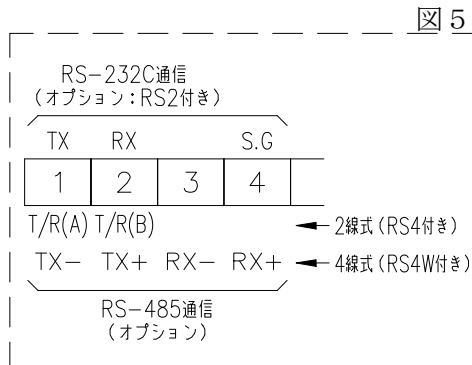 図5
RS-232C通信
(オプション:RS2付き)
TX RX S.G
1 2 3 4
T/R(A) T/R(B) 2線式(RS4付き)
TX- TX+ RX- RX+ 4線式(RS4W付き)
RS-485通信
(オプション)